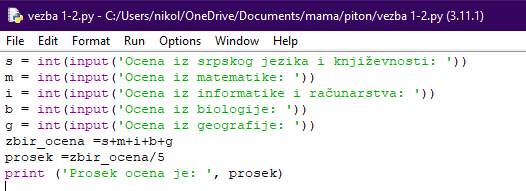 vezba 1-2.py - C:/Users/nikol/OneDrive/Documents/mama/piton/vezba 1-2.py (3.11.1)
File Edit Format Run Options Window Help
s = int(input('Ocena iz srpskog jezika i književnosti: '))
m = int(input('Ocena iz matematike: '))
i = int(input('Ocena iz informatike i računarstva: '))
b = int(input('Ocena iz biologije: '))
g = int(input('Ocena iz geografije: '))
zbir_ocena =s+m+i+b+g
prosek =zbir_ocena/5
print ('Prosek ocena je: ', prosek)